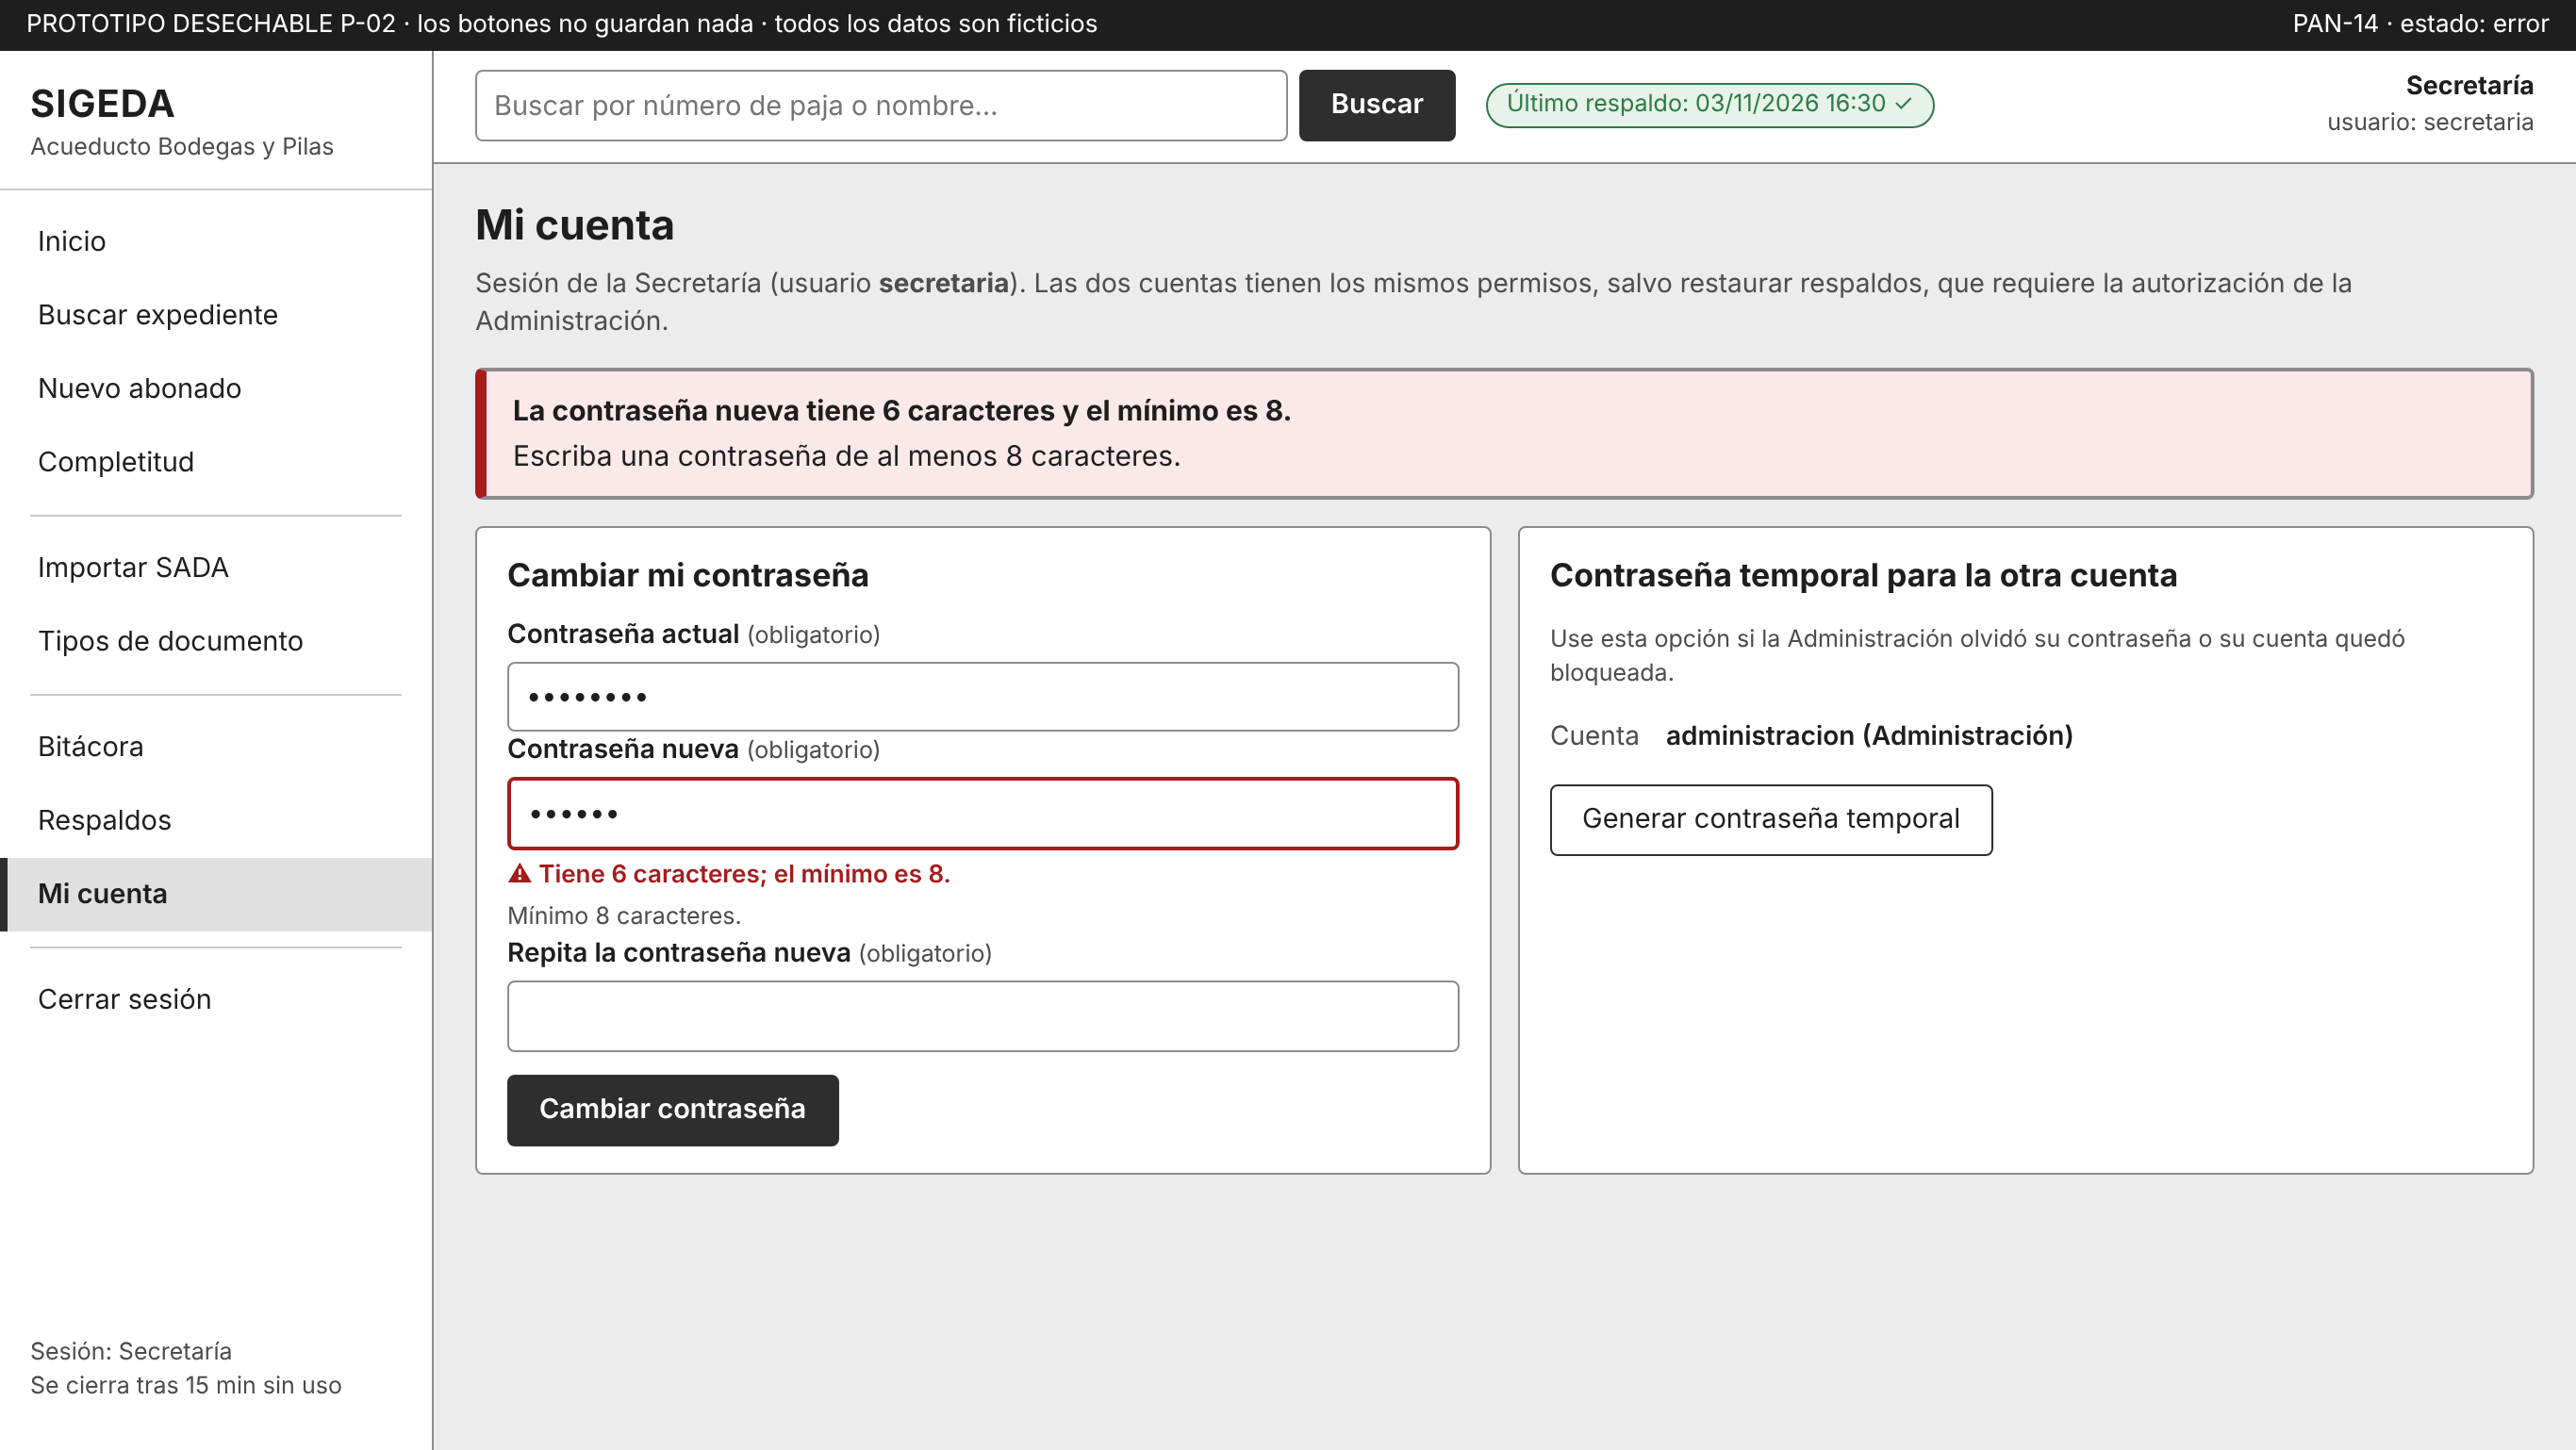 PROTOTIPO DESECHABLE P-02 · los botones no guardan nada · todos los datos son ficticios
PAN-14 · estado: error
SIGEDA
Acueducto Bodegas y Pilas
Inicio
Buscar expediente
Nuevo abonado
Completitud
Importar SADA
Tipos de documento
Bitácora
Respaldos
Mi cuenta
Cerrar sesión
Sesión: Secretaría
Se cierra tras 15 min sin uso
Buscar por número de paja o nombre...
Buscar
Último respaldo: 03/11/2026 16:30 ✓
Secretaría
usuario: secretaria
Mi cuenta
Sesión de la Secretaría (usuario secretaria). Las dos cuentas tienen los mismos permisos, salvo restaurar respaldos, que requiere la autorización de la
Administración.
La contraseña nueva tiene 6 caracteres y el mínimo es 8.
Escriba una contraseña de al menos 8 caracteres.
Cambiar mi contraseña
Contraseña actual (obligatorio)
••••••••
Contraseña nueva (obligatorio)
••••••
⚠ Tiene 6 caracteres; el mínimo es 8.
Mínimo 8 caracteres.
Repita la contraseña nueva (obligatorio)
Cambiar contraseña
Contraseña temporal para la otra cuenta
Use esta opción si la Administración olvidó su contraseña o su cuenta quedó
bloqueada.
Cuenta administracion (Administración)
Generar contraseña temporal